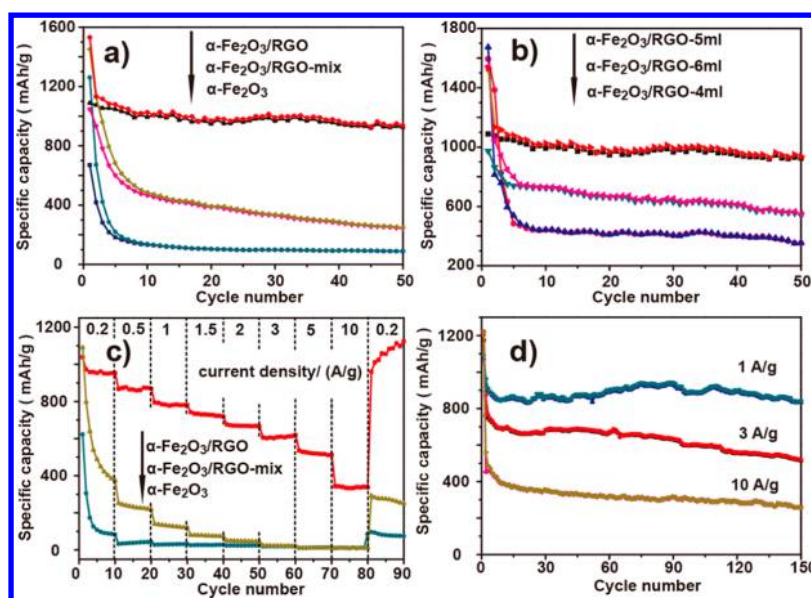 a)
α-Fe₂O₃/RGO
α-Fe₂O₃/RGO-mix
α-Fe₂O₃
Specific capacity ( mAh/g )
1600
1200
800
400
0
0 10 20 30 40 50
Cycle number
b)
α-Fe₂O₃/RGO-5ml
α-Fe₂O₃/RGO-6ml
α-Fe₂O₃/RGO-4ml
Specific capacity ( mAh/g )
1800
1400
1000
600
200
0 10 20 30 40 50
Cycle number
c)
0.2 0.5 1 1.5 2 3 5 10 0.2
current density/ (A/g)
α-Fe₂O₃/RGO
α-Fe₂O₃/RGO-mix
α-Fe₂O₃
Specific capacity ( mAh/g )
1200
800
400
0
0 10 20 30 40 50 60 70 80 90
Cycle number
d)
1 A/g
3 A/g
10 A/g
Specific capacity ( mAh/g )
1200
900
600
300
0
0 30 60 90 120 150
Cycle number